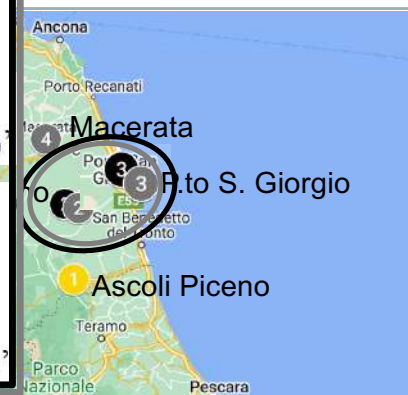 Ancona
Porto Recanati
Macerata
4
3
3
P.to S. Giorgio
E55
2
San Benedetto
del Tronto
1
Ascoli Piceno
Teramo
Parco
Nazionale
Pescara